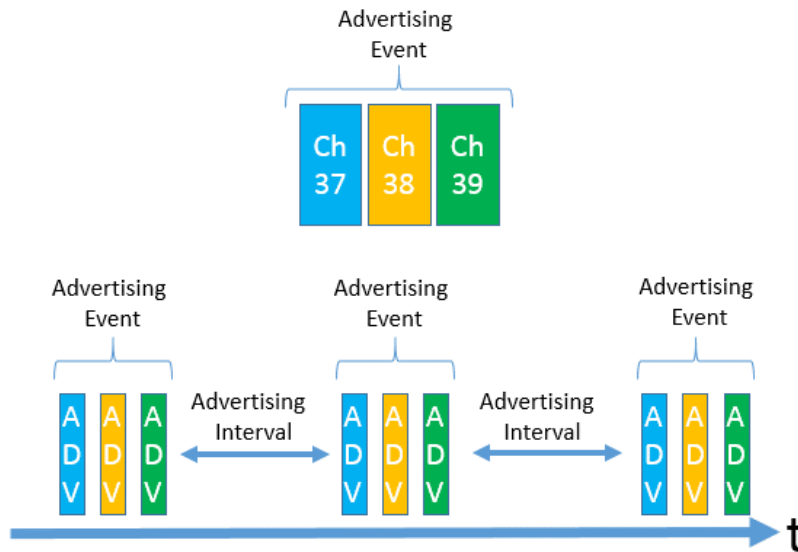 Advertising
Event
Ch
37
Ch
38
Ch
39
Advertising
Event
Advertising
Event
Advertising
Event
A
D
V
A
D
V
A
D
V
Advertising
Interval
A
D
V
A
D
V
A
D
V
Advertising
Interval
A
D
V
A
D
V
A
D
V
t